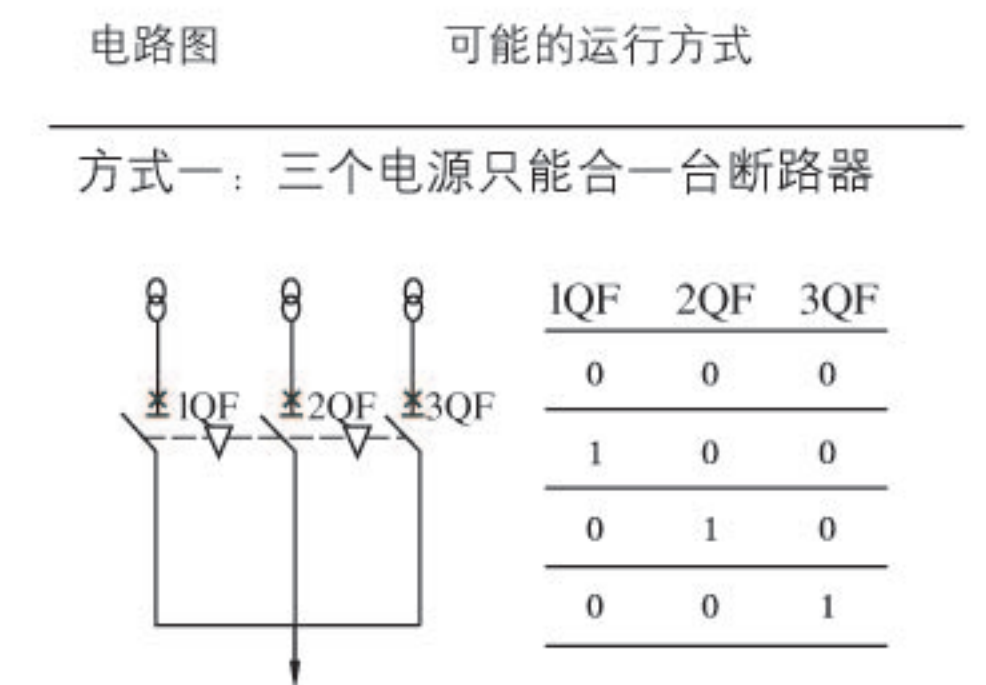 电路图 可能的运行方式
方式一：三个电源只能合一台断路器
1QF 2QF 3QF
1QF 2QF 3QF
0 0 0
1 0 0
0 1 0
0 0 1